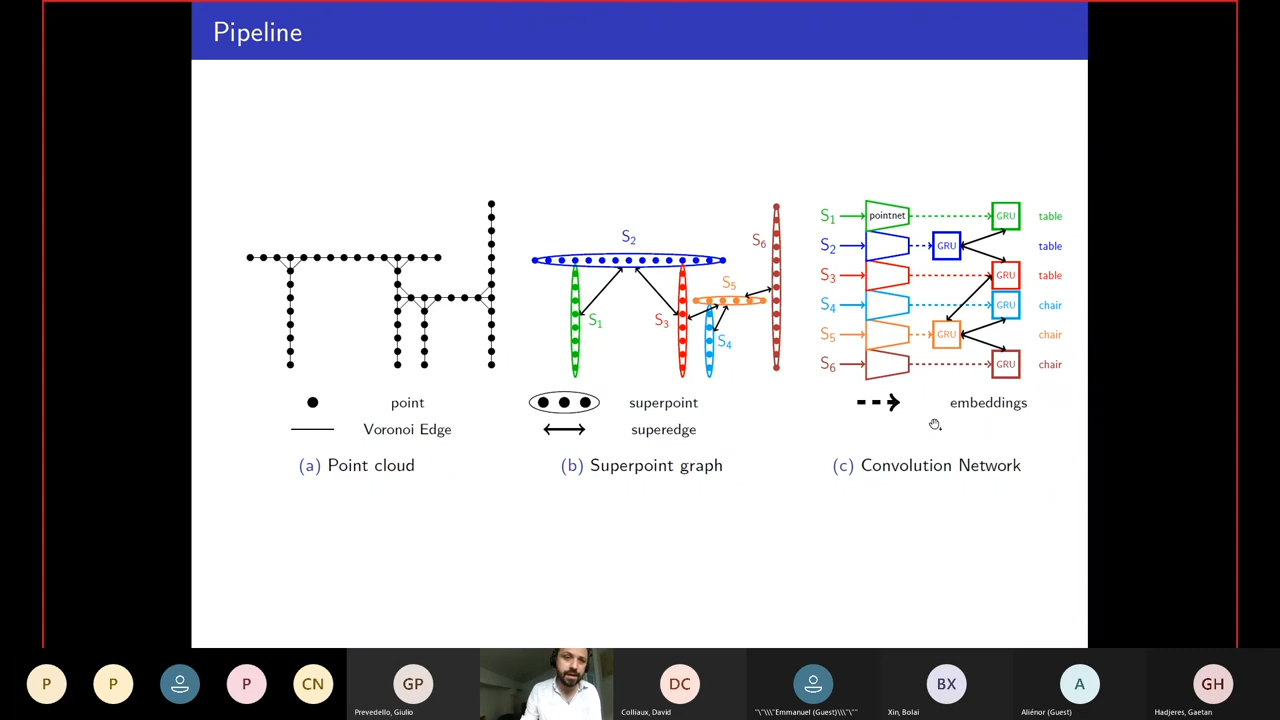 Pipeline
S2
S1
S3
S4
S5
S6
S1 pointnet GRU table
S2 GRU table
S3 GRU table
S4 GRU chair
S5 GRU chair
S6 GRU chair
point
Voronoi Edge
superpoint
superedge
embeddings
(a) Point cloud
(b) Superpoint graph
(c) Convolution Network
P
P
P
CN
GP
DC
BX
A
GH
Prevedello, Giulio
Colliaux, David
"\"\\\"Emmanuel (Guest)\\\"\""
Xin, Bolai
Aliénor (Guest)
Hadjeres, Gaetan